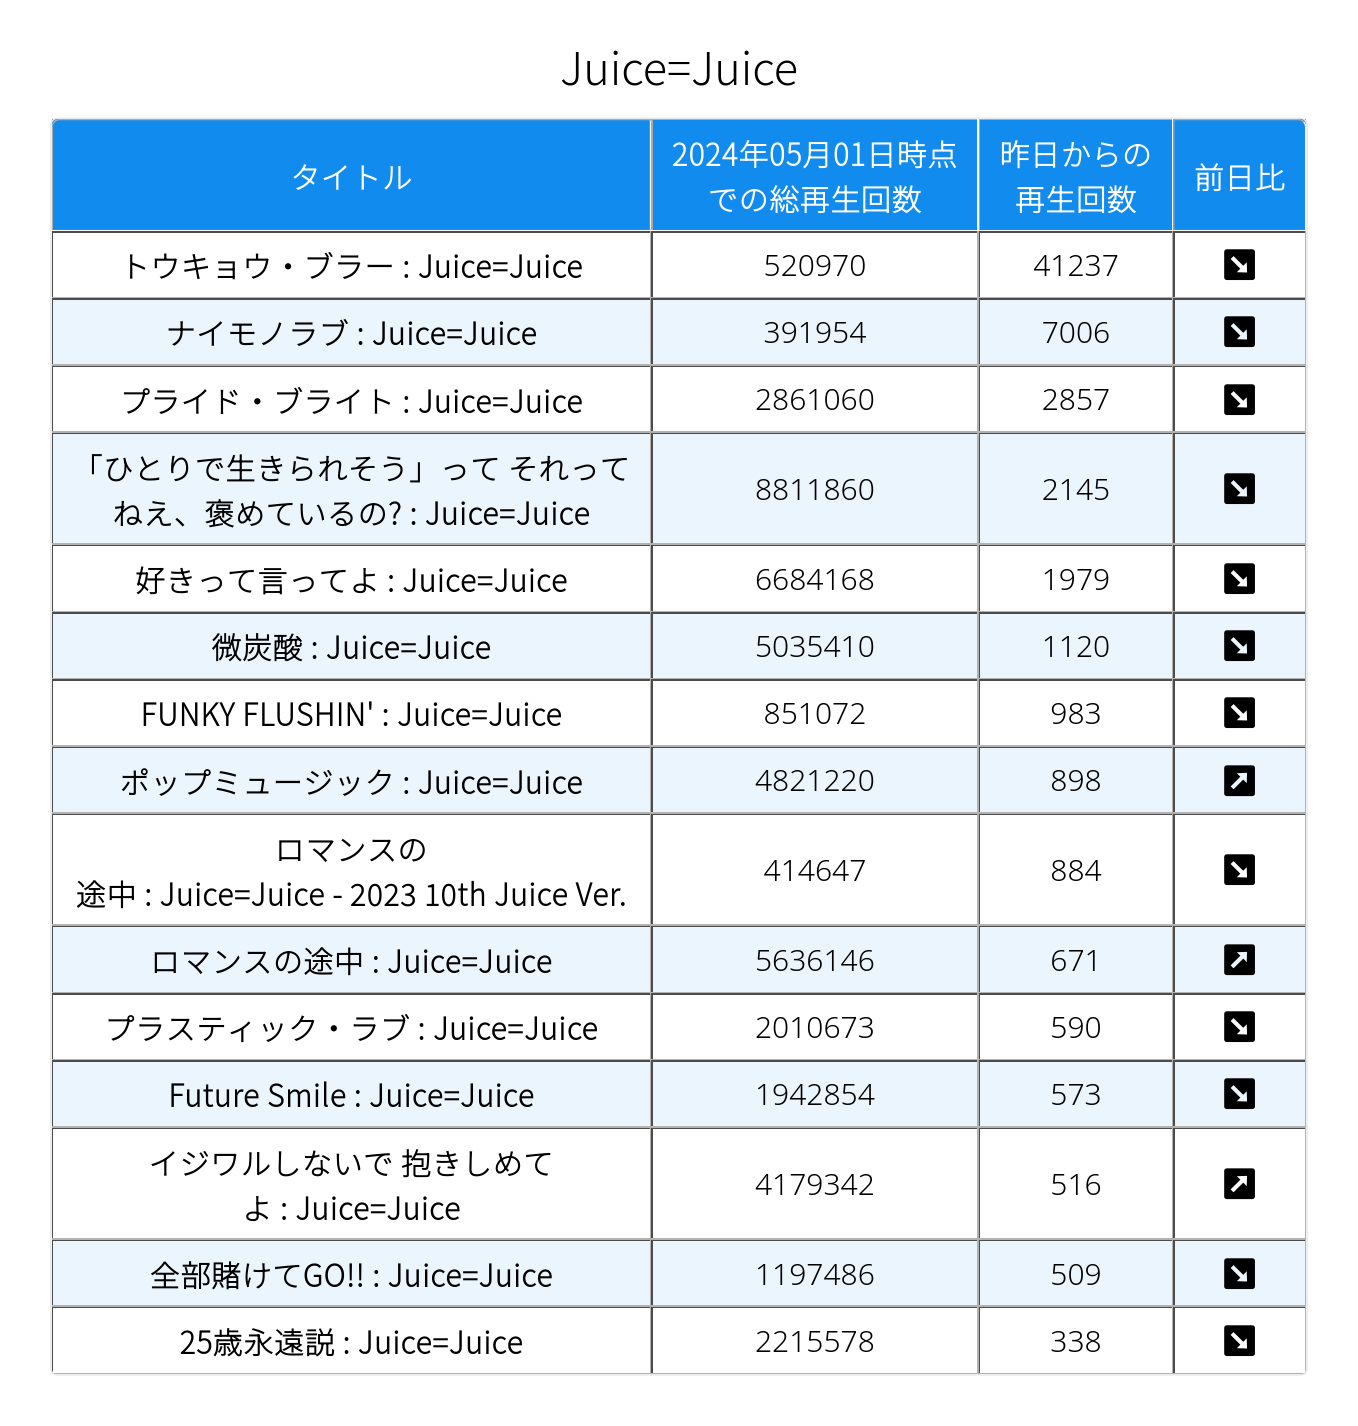 Juice=Juice
タイトル
2024年05月01日時点
での総再生回数
昨日からの
再生回数
前日比
トウキョウ・ブラー : Juice=Juice
520970
41237
ナイモノラブ : Juice=Juice
391954
7006
プライド・ブライト : Juice=Juice
2861060
2857
「ひとりで生きられそう」って それって
ねえ、褒めているの? : Juice=Juice
8811860
2145
好きって言ってよ : Juice=Juice
6684168
1979
微炭酸 : Juice=Juice
5035410
1120
FUNKY FLUSHIN' : Juice=Juice
851072
983
ポップミュージック : Juice=Juice
4821220
898
ロマンスの
途中 : Juice=Juice - 2023 10th Juice Ver.
414647
884
ロマンスの途中 : Juice=Juice
5636146
671
プラスティック・ラブ : Juice=Juice
2010673
590
Future Smile : Juice=Juice
1942854
573
イジワルしないで 抱きしめて
よ : Juice=Juice
4179342
516
全部賭けてGO!! : Juice=Juice
1197486
509
25歳永遠説 : Juice=Juice
2215578
338